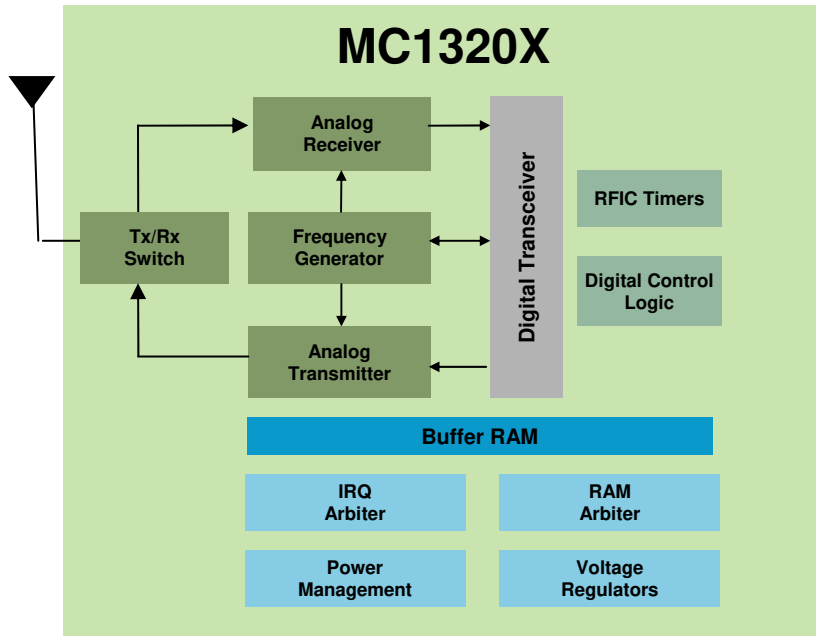 MC1320X
Analog
Receiver
Tx/Rx
Switch
Frequency
Generator
Analog
Transmitter
Digital Transceiver
RFIC Timers
Digital Control
Logic
Buffer RAM
IRQ
Arbiter
RAM
Arbiter
Power
Management
Voltage
Regulators